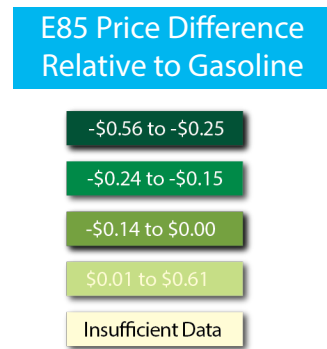 E85 Price Difference
Relative to Gasoline
-$0.56 to -$0.25
-$0.24 to -$0.15
-$0.14 to $0.00
$0.01 to $0.61
Insufficient Data